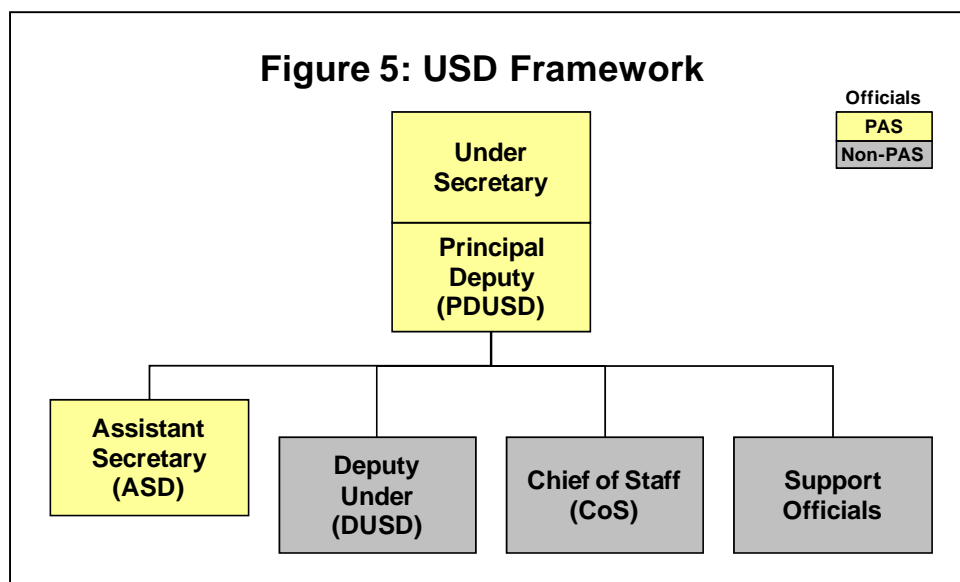 Figure 5: USD Framework
Officials
PAS
Non-PAS
Under
Secretary
Principal
Deputy
(PDUSD)
Assistant
Secretary
(ASD)
Deputy
Under
(DUSD)
Chief of Staff
(CoS)
Support
Officials